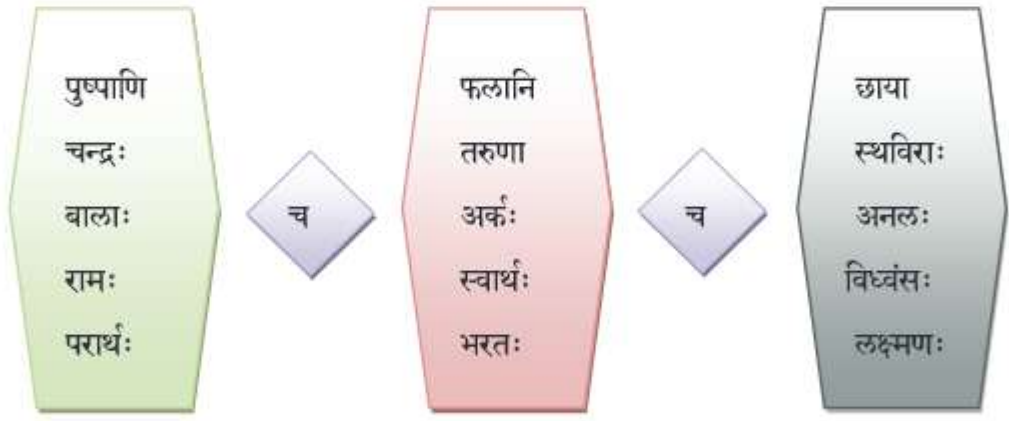 पुष्पाणि
चन्द्रः
बालाः
रामः
परार्थः
च
फलानि
तरुणा
अर्कः
स्वार्थः
भरतः
च
छाया
स्थविराः
अनलः
विध्वंसः
लक्ष्मणः